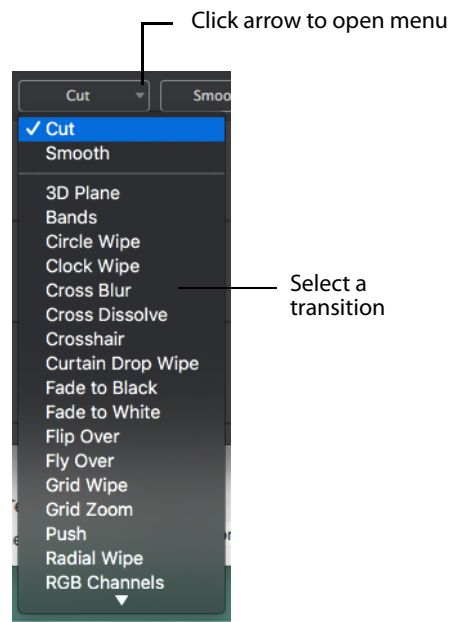 Click arrow to open menu
Cut
Smoo
✓ Cut
Smooth
3D Plane
Bands
Circle Wipe
Clock Wipe
Cross Blur
Select a
transition
Cross Dissolve
Crosshair
Curtain Drop Wipe
Fade to Black
Fade to White
Flip Over
Fly Over
Grid Wipe
Grid Zoom
Push
Radial Wipe
RGB Channels